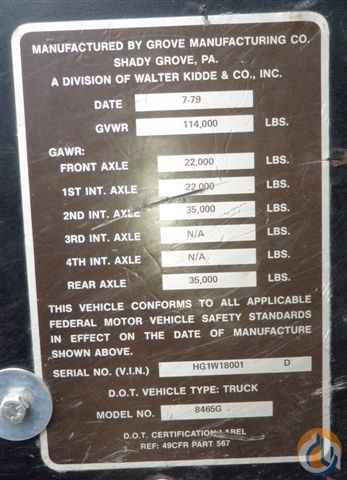 MANUFACTURED BY GROVE MANUFACTURING CO.
SHADY GROVE, PA.
A DIVISION OF WALTER KIDDE & CO., INC.
DATE 7-79
GVWR 114,000 LBS.
GAWR:
FRONT AXLE 22,000 LBS.
1ST INT. AXLE 22,000 LBS.
2ND INT. AXLE 35,000 LBS.
3RD INT. AXLE N/A LBS.
4TH INT. AXLE N/A LBS.
REAR AXLE 35,000 LBS.
THIS VEHICLE CONFORMS TO ALL APPLICABLE
FEDERAL MOTOR VEHICLE SAFETY STANDARDS
IN EFFECT ON THE DATE OF MANUFACTURE
SHOWN ABOVE.
SERIAL NO. (V.I.N.) HG1W18001 D
D.O.T. VEHICLE TYPE: TRUCK
MODEL NO. 8465G
D.O.T. CERTIFICATION LABEL
REF: 49CFR PART 567